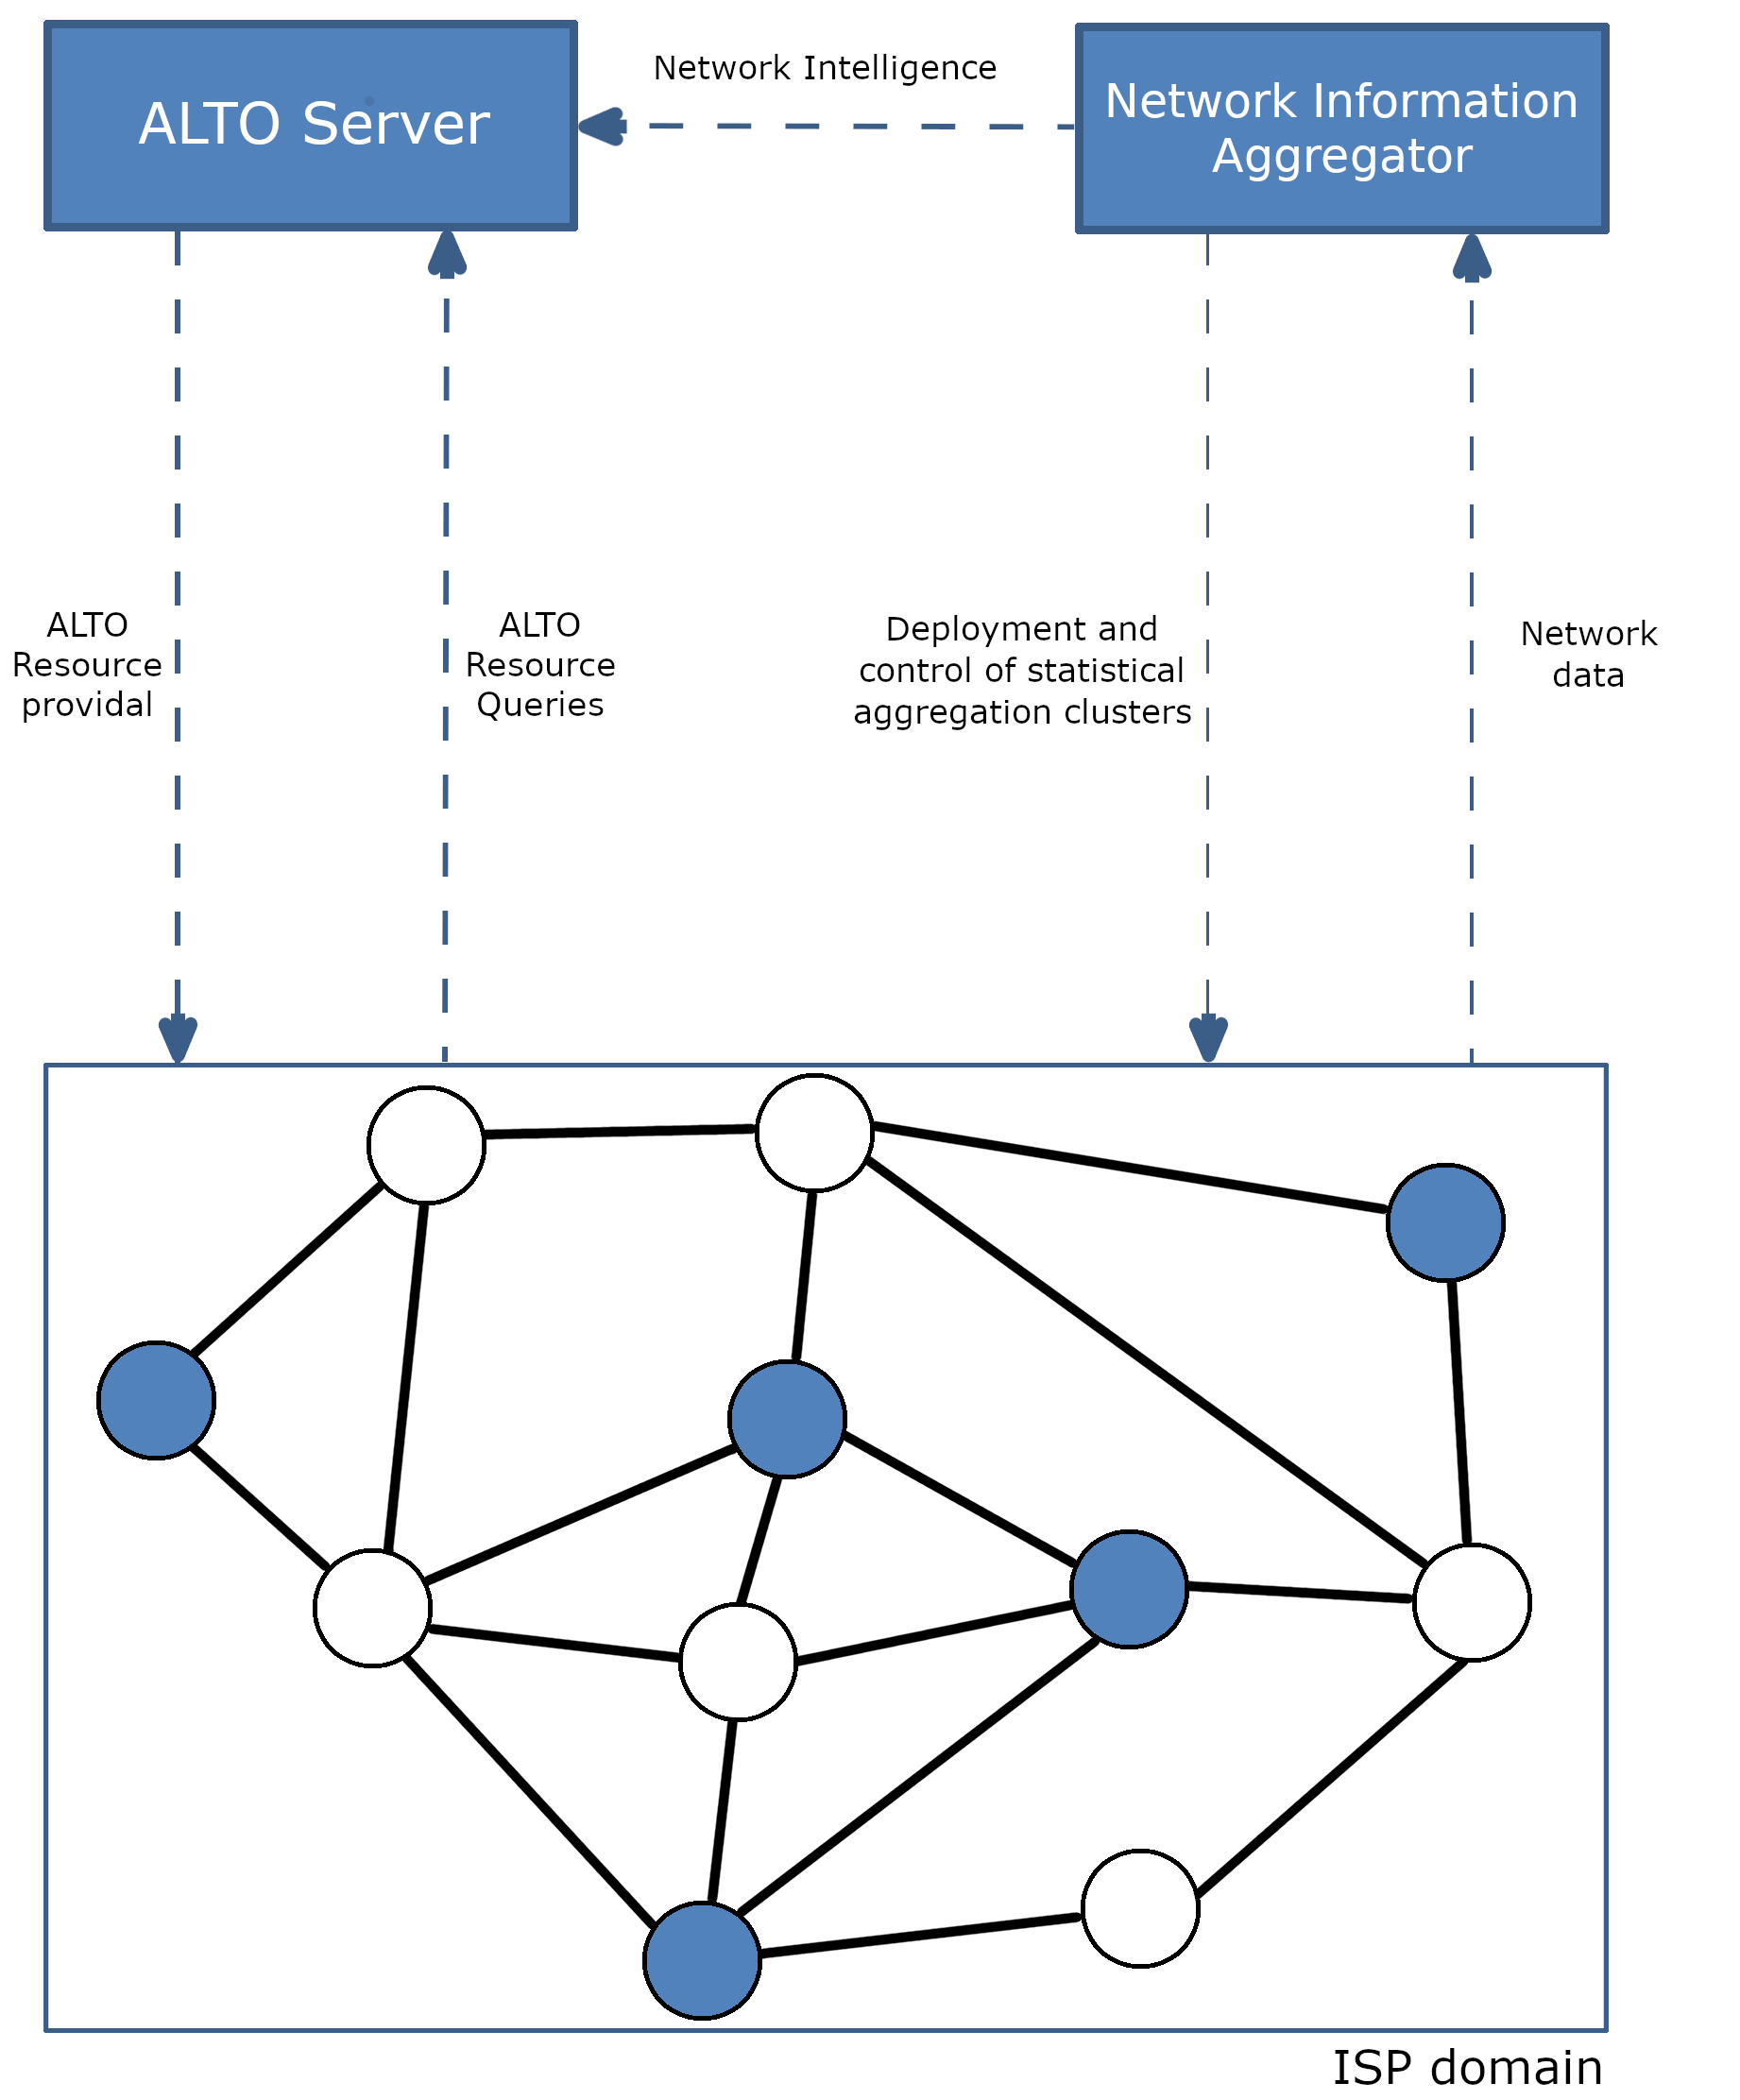 ALTO Server
Network Intelligence
Network Information
Aggregator
ALTO
Resource
providal
ALTO
Resource
Queries
Deployment and
control of statistical
aggregation clusters
Network
data
ISP domain